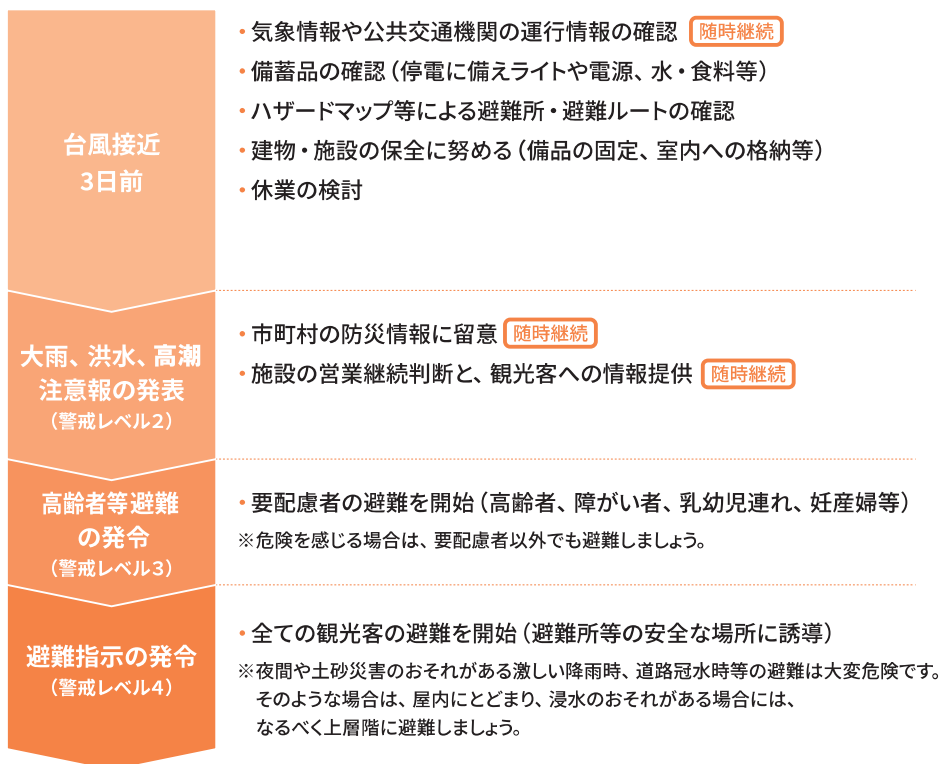 台風接近
3日前
・気象情報や公共交通機関の運行情報の確認 随時継続
・備蓄品の確認(停電に備えライトや電源、水・食料等)
・ハザードマップ等による避難所・避難ルートの確認
・建物・施設の保全に努める(備品の固定、室内への格納等)
・休業の検討
大雨、洪水、高潮
注意報の発表
(警戒レベル2)
・市町村の防災情報に留意 随時継続
・施設の営業継続判断と、観光客への情報提供 随時継続
高齢者等避難
の発令
(警戒レベル3)
・要配慮者の避難を開始(高齢者、障がい者、乳幼児連れ、妊産婦等)
※危険を感じる場合は、要配慮者以外でも避難しましょう。
避難指示の発令
(警戒レベル4)
・全ての観光客の避難を開始(避難所等の安全な場所に誘導)
※夜間や土砂災害のおそれがある激しい降雨時、道路冠水時等の避難は大変危険です。
そのような場合は、屋内にとどまり、浸水のおそれがある場合には、
なるべく上層階に避難しましょう。